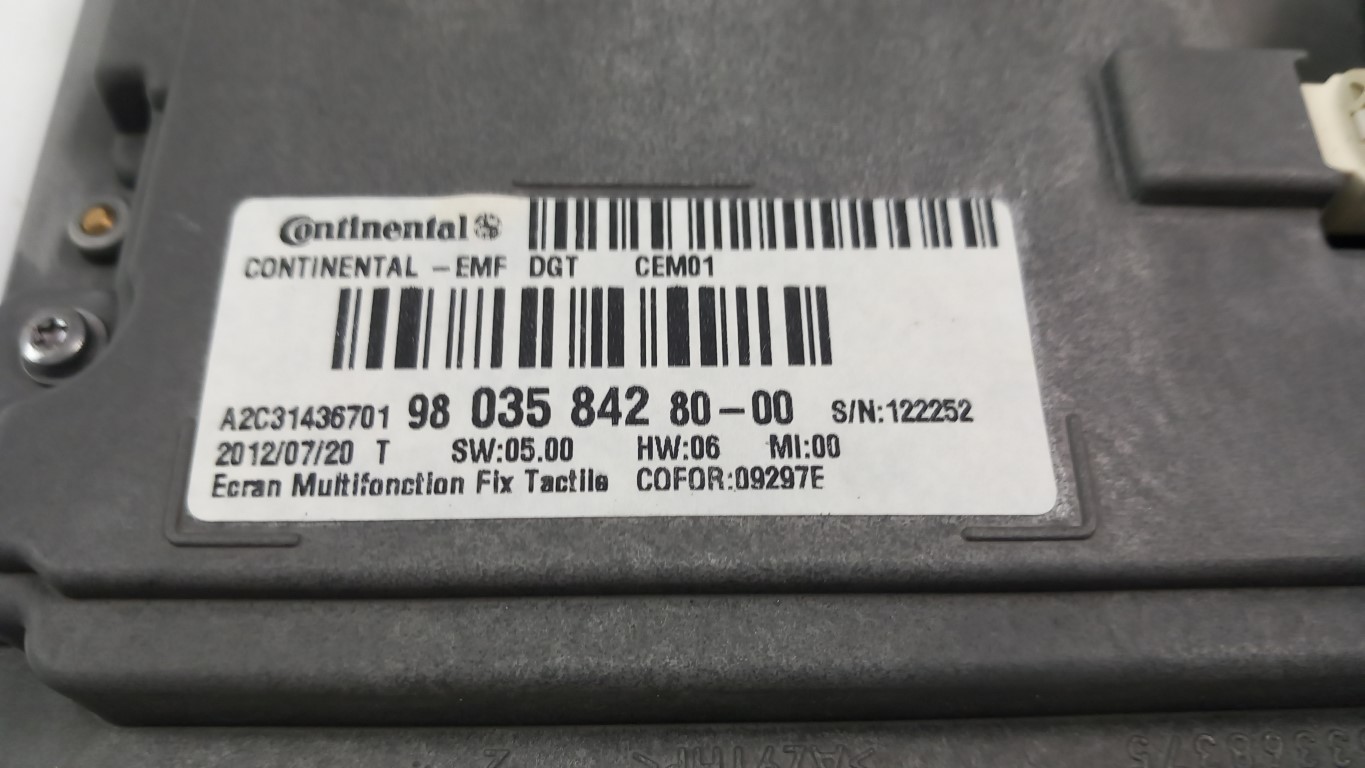 Continental
CONTINENTAL -EMF DGT CEM01
A2C31436701 98 035 842 80-00 S/N:122252
2012/07/20 T SW:05.00 HW:06 MI:00
Ecran Multifonction Fix Tactile COFOR:09297E